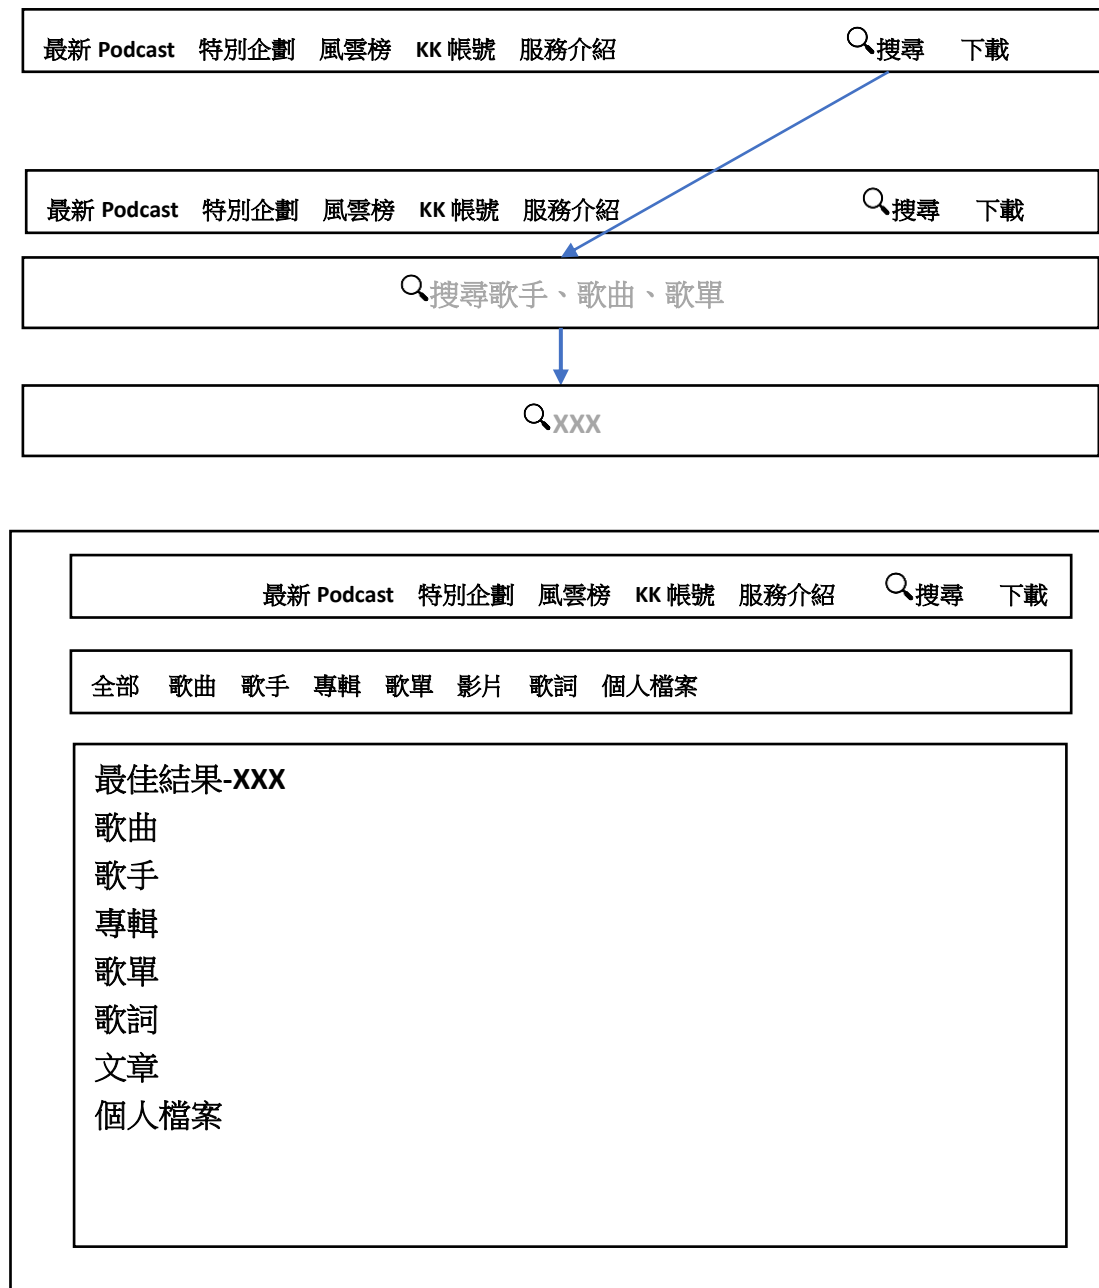 最新 Podcast 特別企劃 風雲榜 KK 帳號 服務介紹 搜尋 下載
最新 Podcast 特別企劃 風雲榜 KK 帳號 服務介紹 搜尋 下載
搜尋歌手、歌曲、歌單
XXX
最新 Podcast 特別企劃 風雲榜 KK 帳號 服務介紹 搜尋 下載
全部 歌曲 歌手 專輯 歌單 影片 歌詞 個人檔案
最佳結果-XXX
歌曲
歌手
專輯
歌單
歌詞
文章
個人檔案